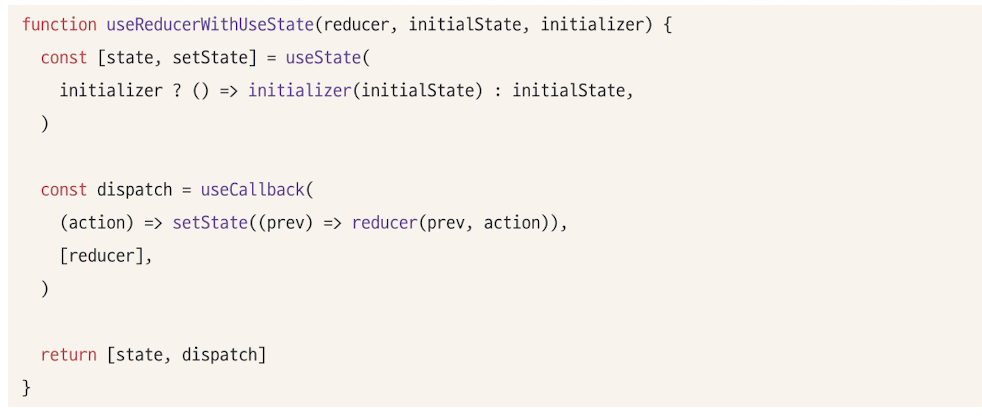 function useReducerWithUseState(reducer, initialState, initializer) {
  const [state, setState] = useState(
    initializer ? () => initializer(initialState) : initialState,
  )

  const dispatch = useCallback(
    (action) => setState((prev) => reducer(prev, action)),
    [reducer],
  )

  return [state, dispatch]
}